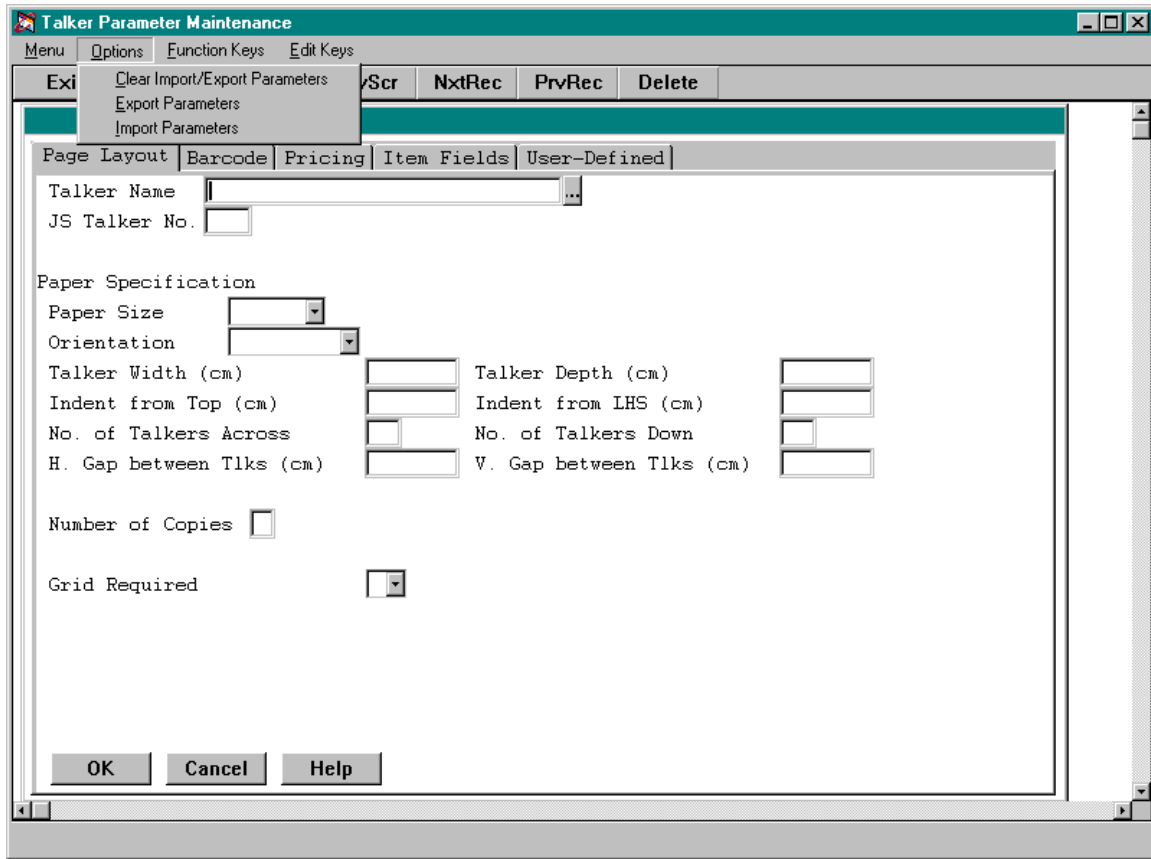 Talker Parameter Maintenance
Menu Options Function Keys Edit Keys
Clear Import/Export Parameters
Export Parameters
Import Parameters
NxtRec PrvRec Delete
Page Layout Barcode Pricing Item Fields User-Defined
Talker Name ...
JS Talker No.
Paper Specification
Paper Size
Orientation
Talker Width (cm) Talker Depth (cm)
Indent from Top (cm) Indent from LHS (cm)
No. of Talkers Across No. of Talkers Down
H. Gap between Tlks (cm) V. Gap between Tlks (cm)
Number of Copies
Grid Required
OK Cancel Help